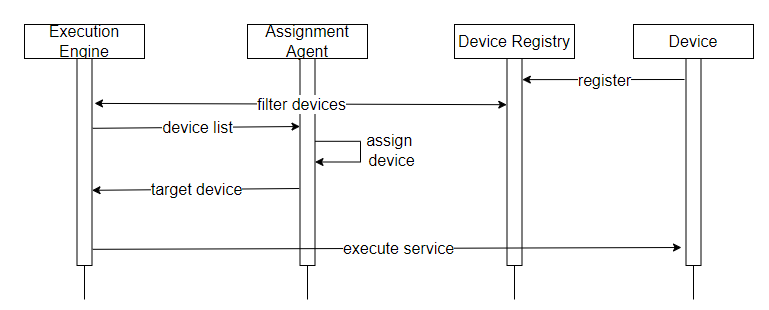 Execution
Engine
Assignment
Agent
Device Registry
Device
register
filter devices
device list
assign
device
target device
execute service